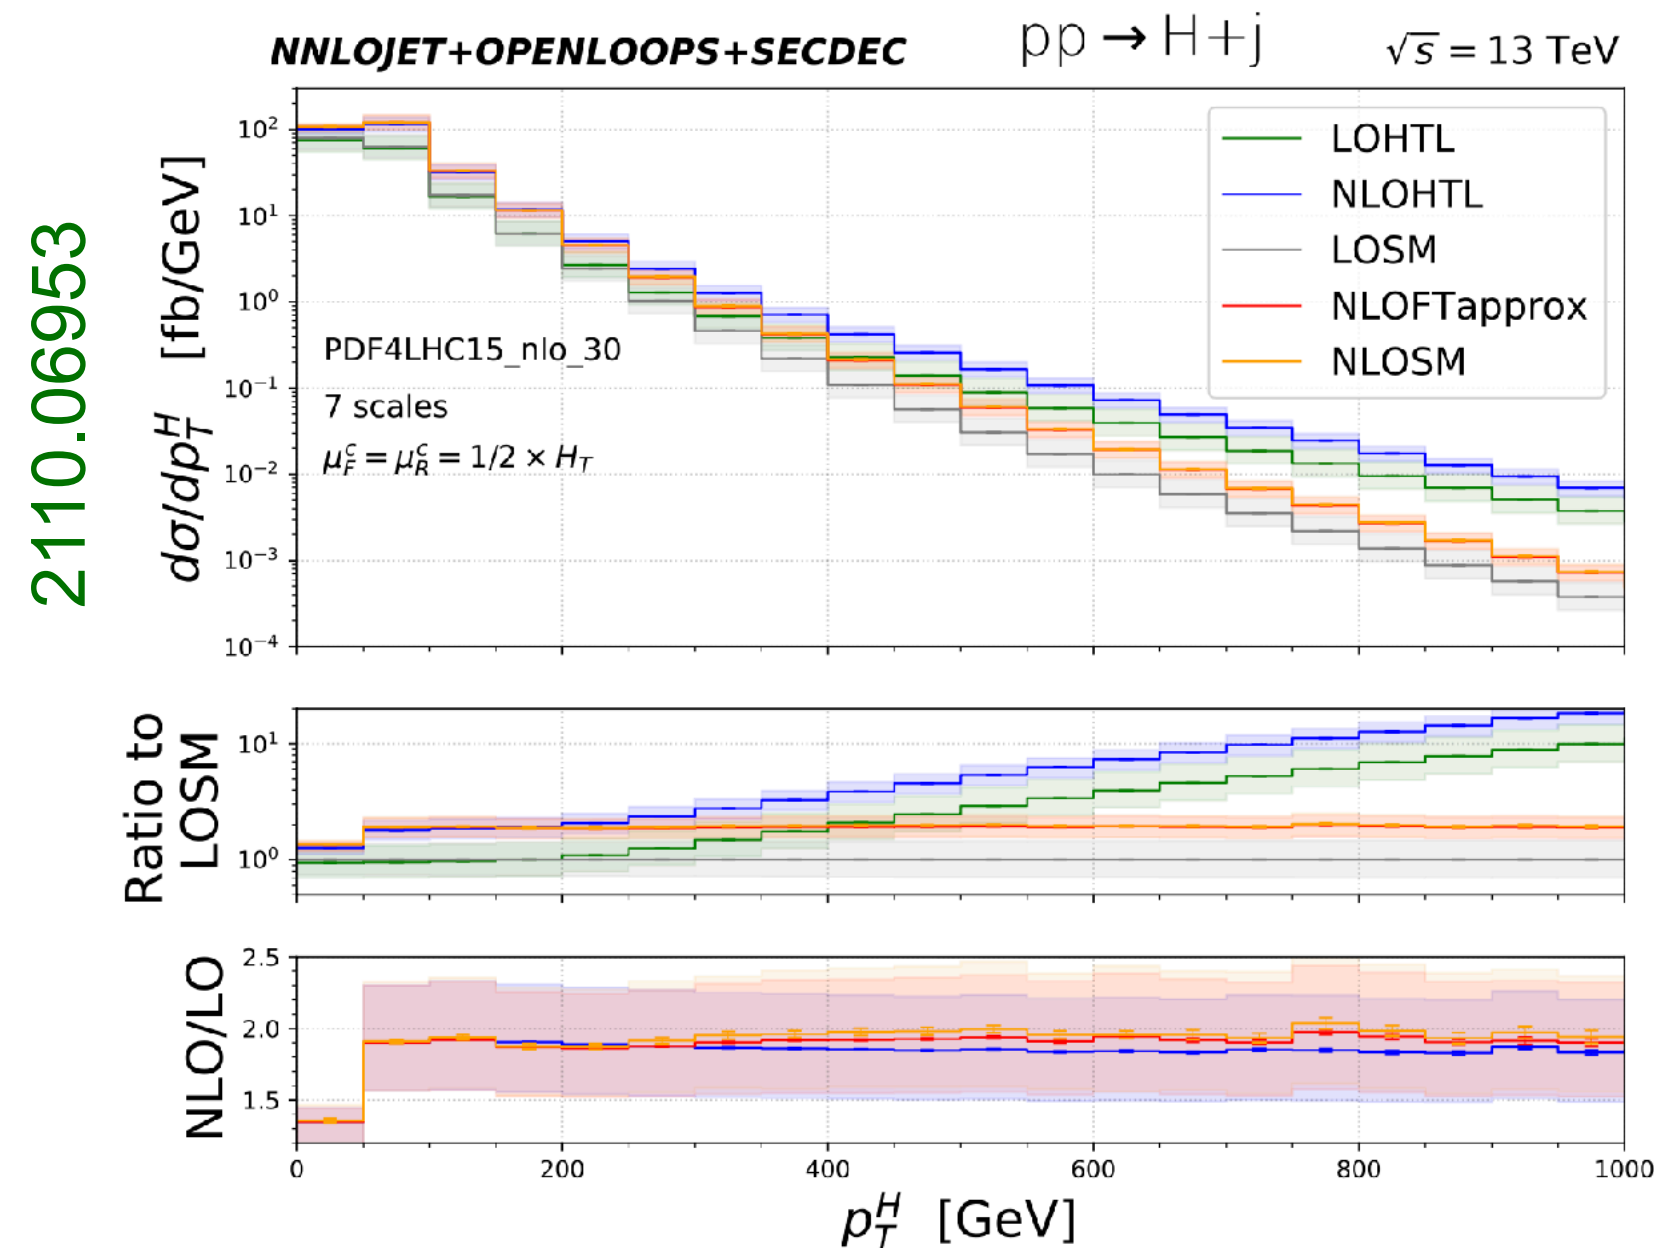 2110.06953
NNLOJET+OPENLOOPS+SECDEC
pp → H+j
√s = 13 TeV
dσ/dp_T^H [fb/GeV]
10²
10¹
10⁰
10⁻¹
10⁻²
10⁻³
10⁻⁴
LOHTL
NLOHTL
LOSM
NLOFTapprox
NLOSM
PDF4LHC15_nlo_30
7 scales
μ_F^c = μ_R^c = 1/2 × H_T
Ratio to
LOSM
10¹
10⁰
NLO/LO
2.5
2.0
1.5
0 200 400 600 800 1000
p_T^H [GeV]